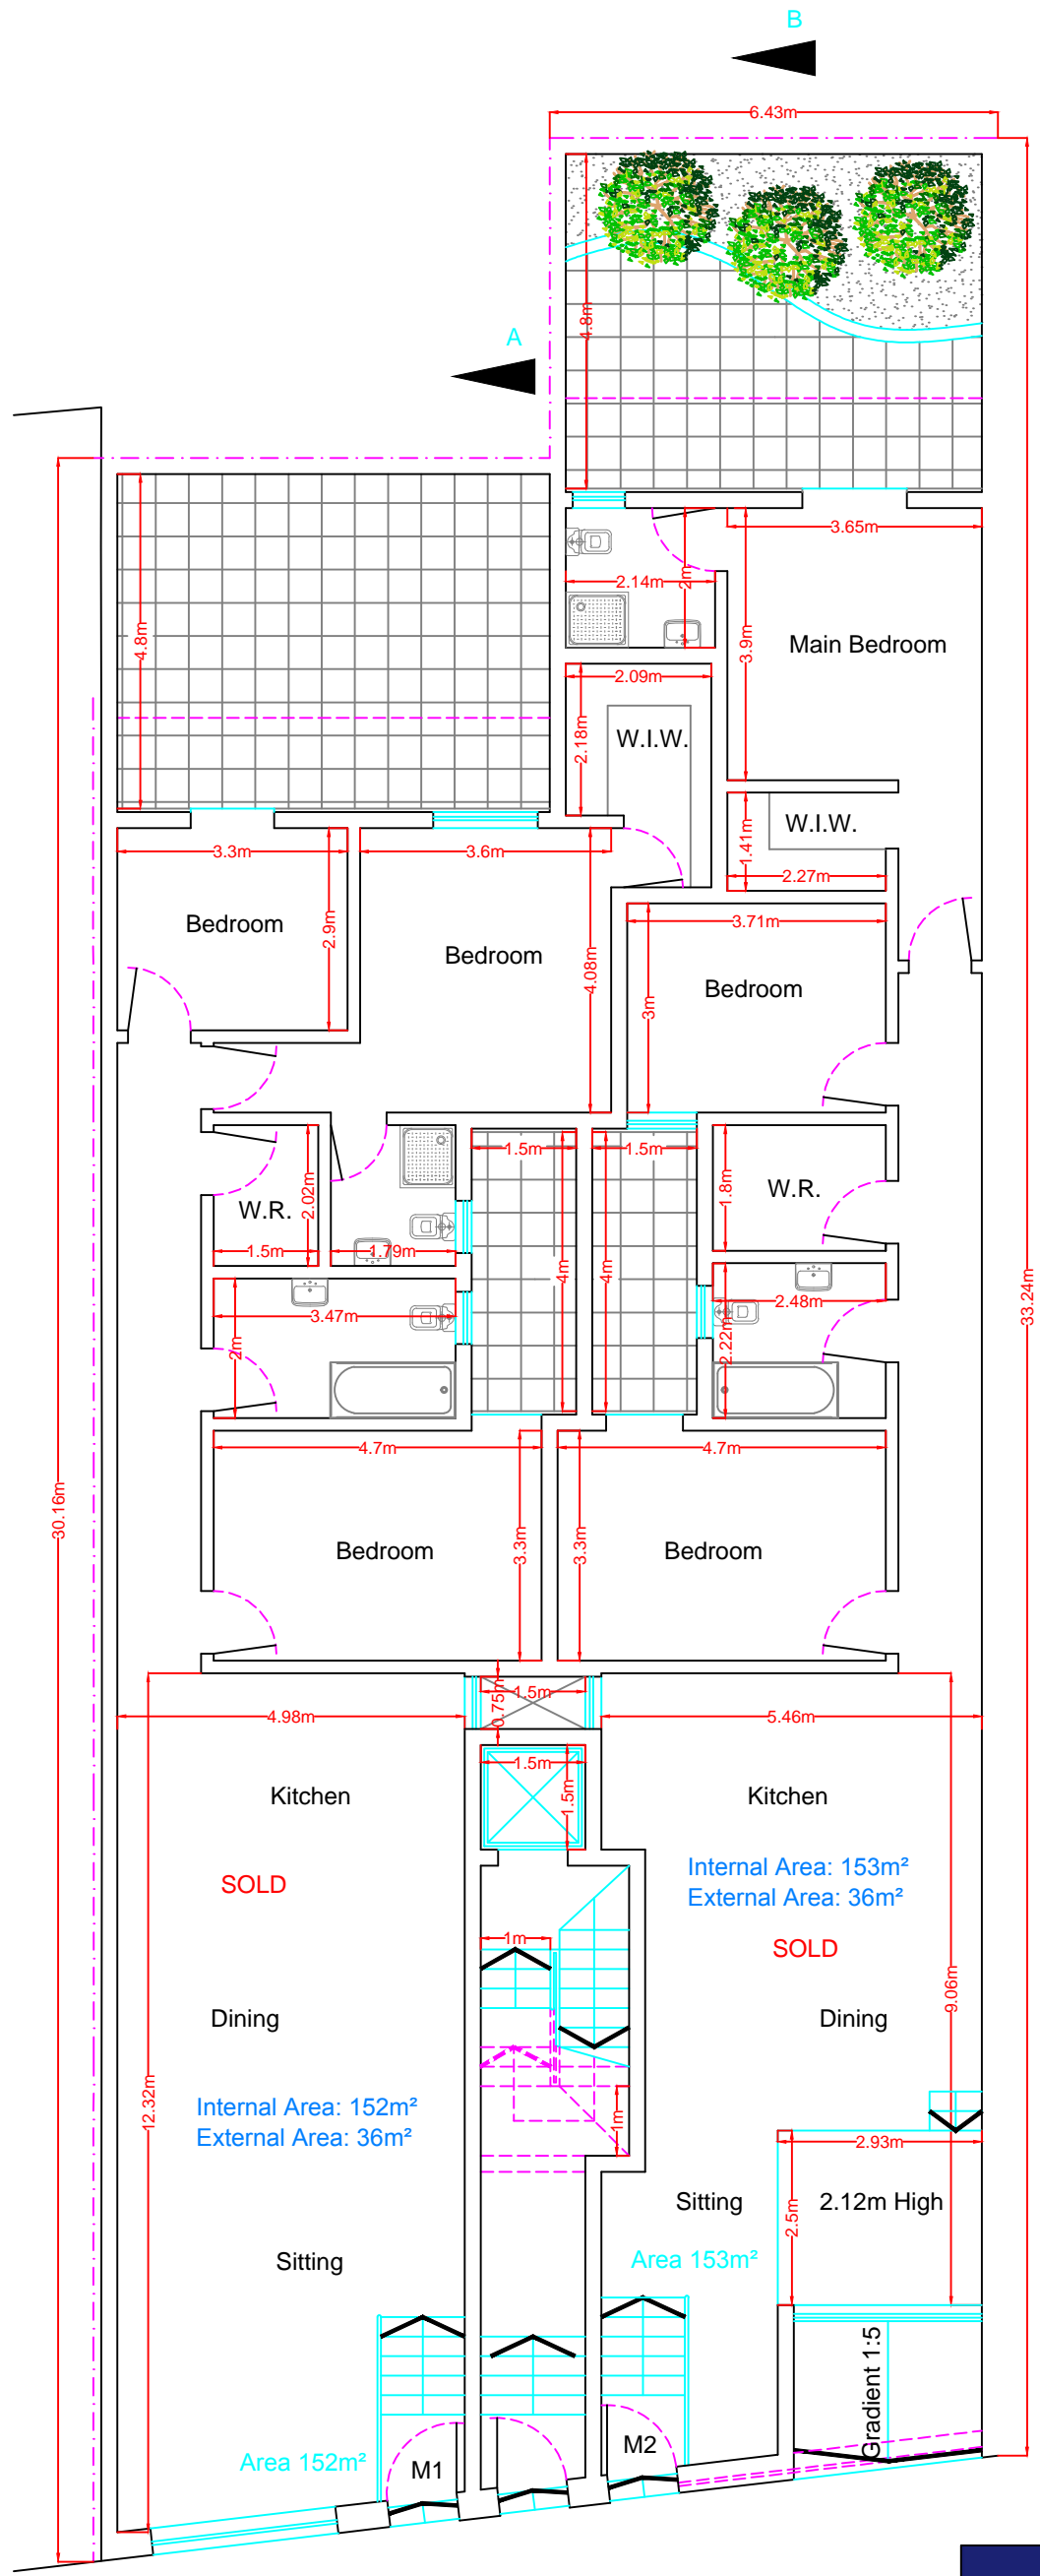 B
6.43m
4.8m
A
3.65m
2.14m
2m
3.9m
Main Bedroom
4.8m
2.09m
2.18m
W.I.W.
W.I.W.
1.41m
2.27m
3.3m
3.6m
2.9m
Bedroom
Bedroom
4.08m
3.71m
Bedroom
3m
1.5m
1.5m
W.R.
2.02m
1.8m
W.R.
1.5m
1.79m
4m
4m
3.47m
2m
2.48m
2.22m
33.24m
4.7m
4.7m
30.16m
Bedroom
3.3m
3.3m
Bedroom
4.98m
0.75m
1.5m
5.46m
1.5m
1.5m
Kitchen
Kitchen
SOLD
Internal Area: 153m²
External Area: 36m²
SOLD
1m
9.06m
Dining
Dining
12.32m
Internal Area: 152m²
External Area: 36m²
1m
2.93m
Sitting
2.5m
2.12m High
Sitting
Area 153m²
Gradient 1:5
Area 152m²
M1
M2